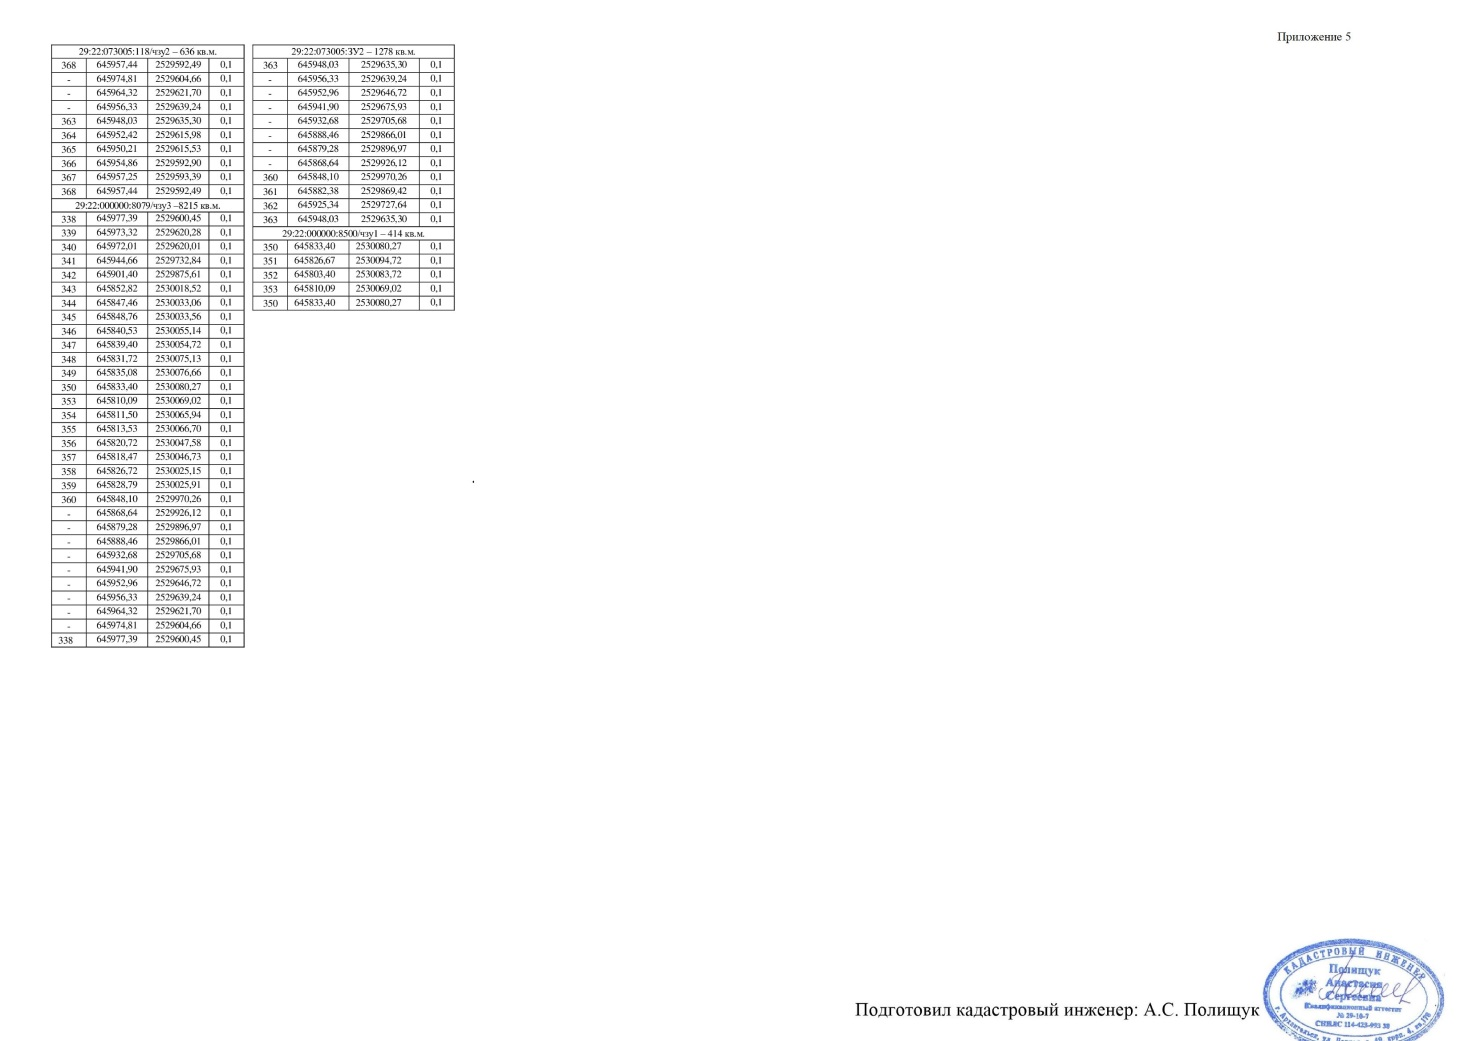 Приложение 5
29:22:073005:118/чзу2 – 636 кв.м.
368 645957,44 2529592,49 0,1
- 645974,81 2529604,66 0,1
- 645964,32 2529621,70 0,1
- 645956,33 2529639,24 0,1
363 645948,03 2529635,30 0,1
364 645952,42 2529615,98 0,1
365 645950,21 2529615,53 0,1
366 645954,86 2529592,90 0,1
367 645957,25 2529593,39 0,1
368 645957,44 2529592,49 0,1
29:22:000000:8079/чзу3 –8215 кв.м.
338 645977,39 2529600,45 0,1
339 645973,32 2529620,28 0,1
340 645972,01 2529620,01 0,1
341 645944,66 2529732,84 0,1
342 645901,40 2529875,61 0,1
343 645852,82 2530018,52 0,1
344 645847,46 2530033,06 0,1
345 645848,76 2530033,56 0,1
346 645840,53 2530055,14 0,1
347 645839,40 2530054,72 0,1
348 645831,72 2530075,13 0,1
349 645835,08 2530076,66 0,1
350 645833,40 2530080,27 0,1
353 645810,09 2530069,02 0,1
354 645811,50 2530065,94 0,1
355 645813,53 2530066,70 0,1
356 645820,72 2530047,58 0,1
357 645818,47 2530046,73 0,1
358 645826,72 2530025,15 0,1
359 645828,79 2530025,91 0,1
360 645848,10 2529970,26 0,1
- 645868,64 2529926,12 0,1
- 645879,28 2529896,97 0,1
- 645888,46 2529866,01 0,1
- 645932,68 2529705,68 0,1
- 645941,90 2529675,93 0,1
- 645952,96 2529646,72 0,1
- 645956,33 2529639,24 0,1
- 645964,32 2529621,70 0,1
- 645974,81 2529604,66 0,1
338 645977,39 2529600,45 0,1
29:22:073005:ЗУ2 – 1278 кв.м.
363 645948,03 2529635,30 0,1
- 645956,33 2529639,24 0,1
- 645952,96 2529646,72 0,1
- 645941,90 2529675,93 0,1
- 645932,68 2529705,68 0,1
- 645888,46 2529866,01 0,1
- 645879,28 2529896,97 0,1
- 645868,64 2529926,12 0,1
360 645848,10 2529970,26 0,1
361 645882,38 2529869,42 0,1
362 645925,34 2529727,64 0,1
363 645948,03 2529635,30 0,1
29:22:000000:8500/чзу1 – 414 кв.м.
350 645833,40 2530080,27 0,1
351 645826,67 2530094,72 0,1
352 645803,40 2530083,72 0,1
353 645810,09 2530069,02 0,1
350 645833,40 2530080,27 0,1
Подготовил кадастровый инженер: А.С. Полищук
КАДАСТРОВЫЙ ИНЖЕНЕР
Полищук
Анастасия
Сергеевна
Квалификационный аттестат
№ 29-10-7
СНИЛС